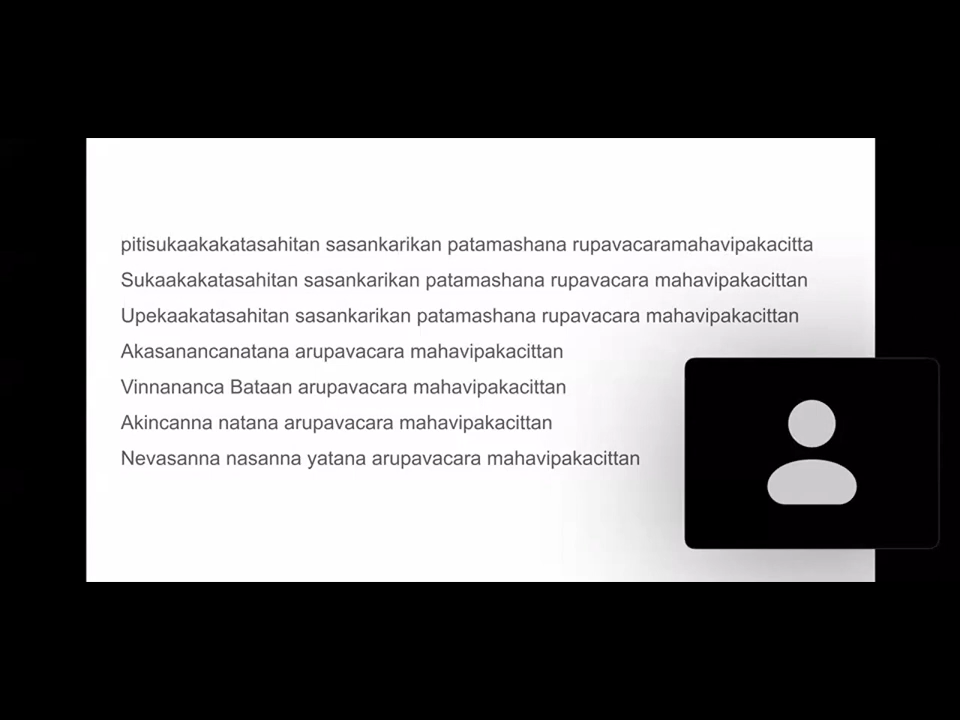 pitisukaakakatasahitan sasankarikan patamashana rupavacaramahavipakacitta
Sukaakakatasahitan sasankarikan patamashana rupavacara mahavipakacittan
Upekaakatasahitan sasankarikan patamashana rupavacara mahavipakacittan
Akasanancanatana arupavacara mahavipakacittan
Vinnananca Bataan arupavacara mahavipakacittan
Akincanna natana arupavacara mahavipakacittan
Nevasanna nasanna yatana arupavacara mahavipakacittan